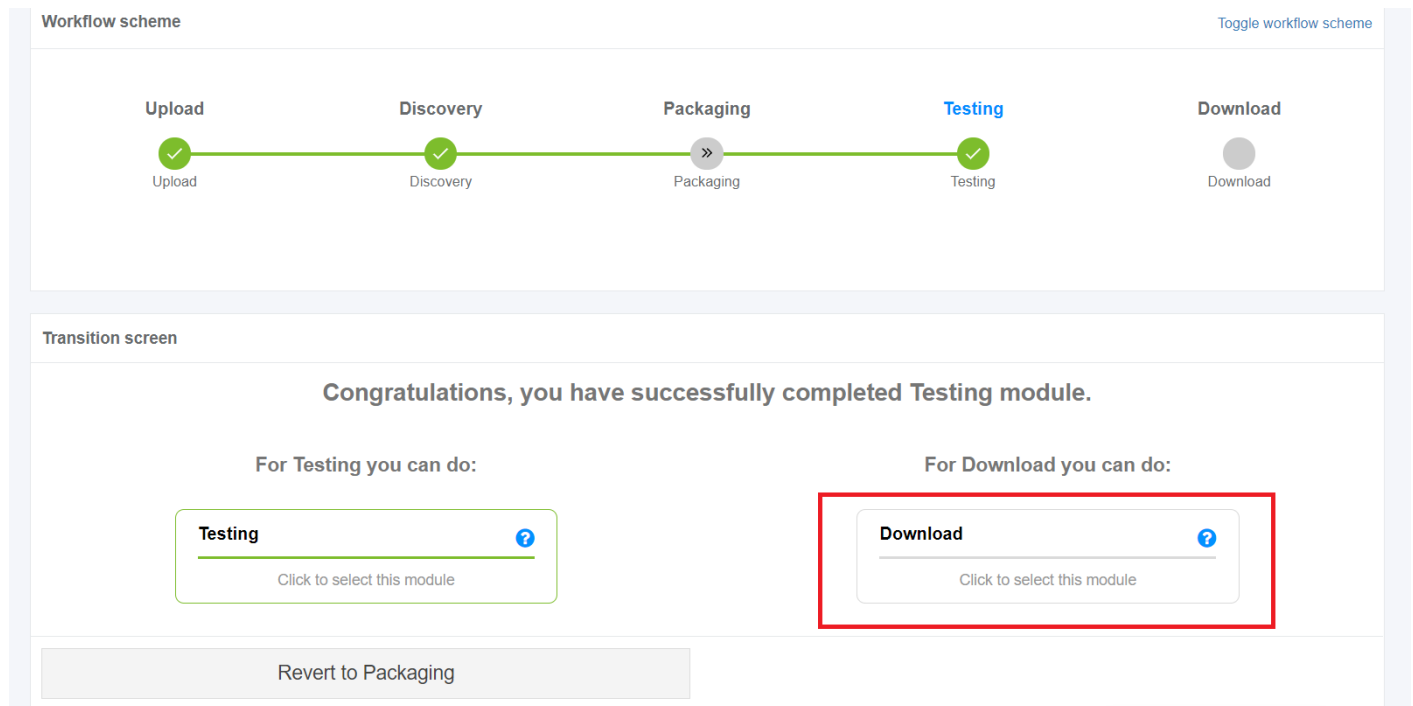 Workflow scheme
Toggle workflow scheme
Upload Discovery Packaging Testing Download
Upload Discovery Packaging Testing Download
Transition screen
Congratulations, you have successfully completed Testing module.
For Testing you can do:
For Download you can do:
Testing
Click to select this module
Download
Click to select this module
Revert to Packaging